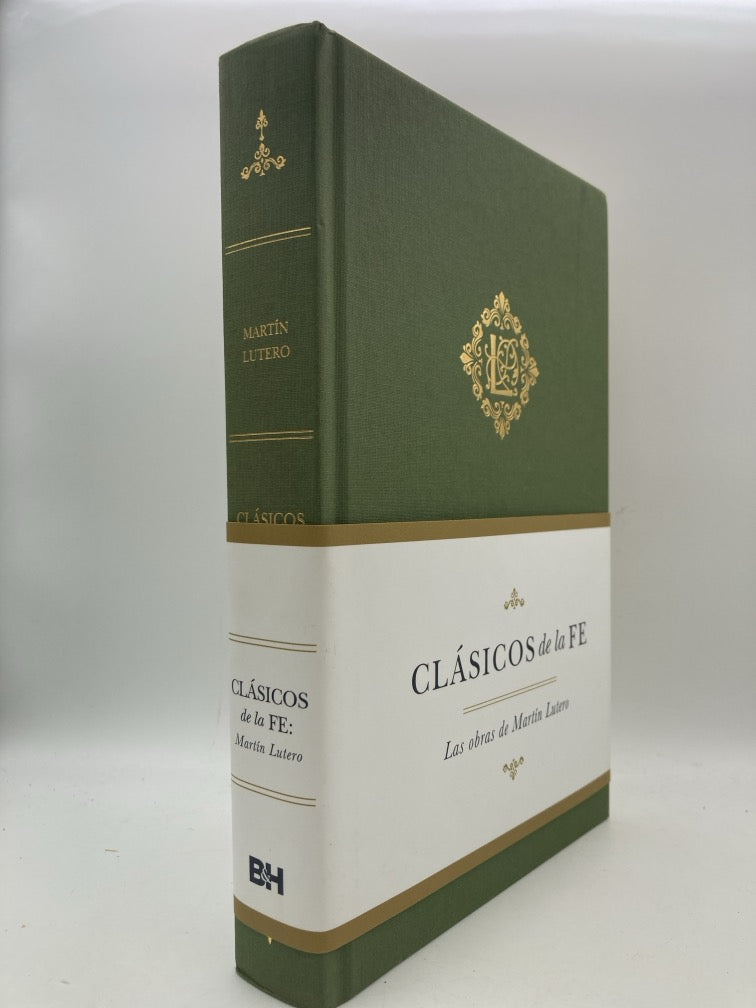 MARTÍN
LUTERO
CLÁSICOS
CLÁSICOS
de la FE:
Martín Lutero
B&H
CLÁSICOS de la FE
Las obras de Martín Lutero